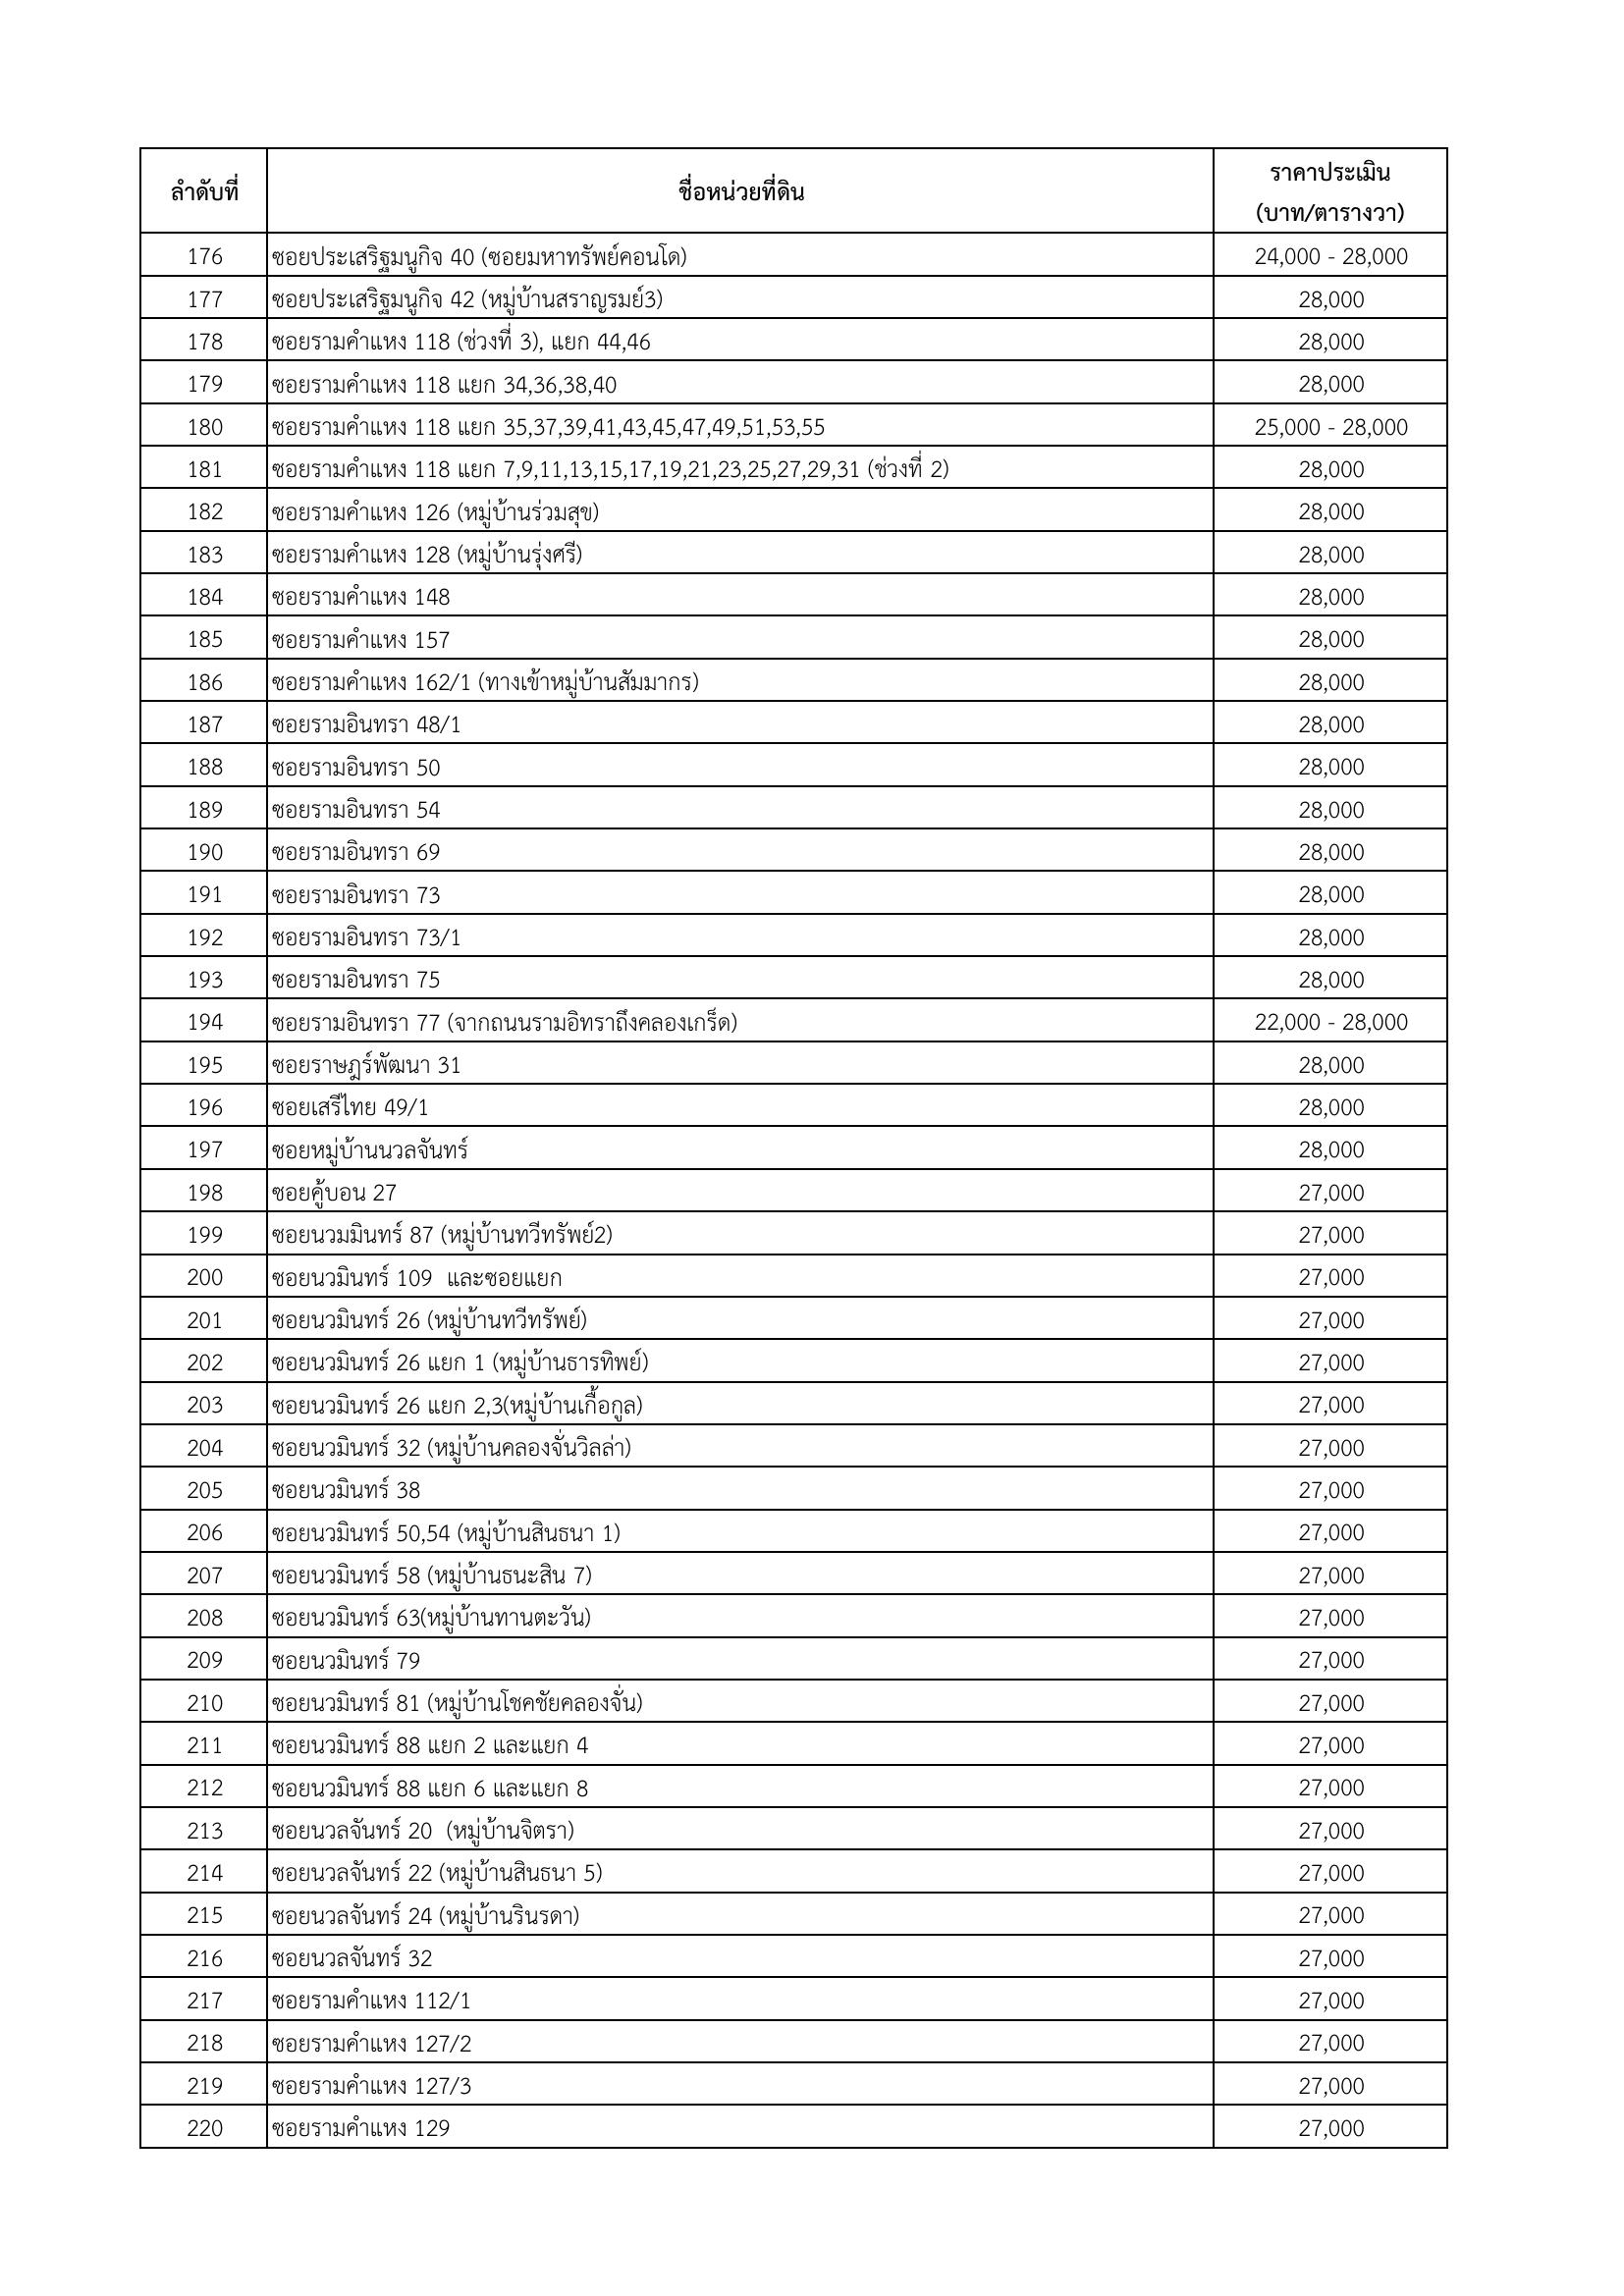 ลำดับที่ ชื่อหน่วยที่ดิน ราคาประเมิน
(บาท/ตารางวา)
176 ซอยประเสริฐมนูกิจ 40 (ซอยมหาทรัพย์คอนโด) 24,000 - 28,000
177 ซอยประเสริฐมนูกิจ 42 (หมู่บ้านสราญรมย์3) 28,000
178 ซอยรามคำแหง 118 (ช่วงที่ 3), แยก 44,46 28,000
179 ซอยรามคำแหง 118 แยก 34,36,38,40 28,000
180 ซอยรามคำแหง 118 แยก 35,37,39,41,43,45,47,49,51,53,55 25,000 - 28,000
181 ซอยรามคำแหง 118 แยก 7,9,11,13,15,17,19,21,23,25,27,29,31 (ช่วงที่ 2) 28,000
182 ซอยรามคำแหง 126 (หมู่บ้านร่วมสุข) 28,000
183 ซอยรามคำแหง 128 (หมู่บ้านรุ่งศรี) 28,000
184 ซอยรามคำแหง 148 28,000
185 ซอยรามคำแหง 157 28,000
186 ซอยรามคำแหง 162/1 (ทางเข้าหมู่บ้านสัมมากร) 28,000
187 ซอยรามอินทรา 48/1 28,000
188 ซอยรามอินทรา 50 28,000
189 ซอยรามอินทรา 54 28,000
190 ซอยรามอินทรา 69 28,000
191 ซอยรามอินทรา 73 28,000
192 ซอยรามอินทรา 73/1 28,000
193 ซอยรามอินทรา 75 28,000
194 ซอยรามอินทรา 77 (จากถนนรามอิทราถึงคลองเกร็ด) 22,000 - 28,000
195 ซอยราษฎร์พัฒนา 31 28,000
196 ซอยเสรีไทย 49/1 28,000
197 ซอยหมู่บ้านนวลจันทร์ 28,000
198 ซอยคู้บอน 27 27,000
199 ซอยนวมมินทร์ 87 (หมู่บ้านทวีทรัพย์2) 27,000
200 ซอยนวมินทร์ 109  และซอยแยก 27,000
201 ซอยนวมินทร์ 26 (หมู่บ้านทวีทรัพย์) 27,000
202 ซอยนวมินทร์ 26 แยก 1 (หมู่บ้านธารทิพย์) 27,000
203 ซอยนวมินทร์ 26 แยก 2,3(หมู่บ้านเกื้อกูล) 27,000
204 ซอยนวมินทร์ 32 (หมู่บ้านคลองจั่นวิลล่า) 27,000
205 ซอยนวมินทร์ 38 27,000
206 ซอยนวมินทร์ 50,54 (หมู่บ้านสินธนา 1) 27,000
207 ซอยนวมินทร์ 58 (หมู่บ้านธนะสิน 7) 27,000
208 ซอยนวมินทร์ 63(หมู่บ้านทานตะวัน) 27,000
209 ซอยนวมินทร์ 79 27,000
210 ซอยนวมินทร์ 81 (หมู่บ้านโชคชัยคลองจั่น) 27,000
211 ซอยนวมินทร์ 88 แยก 2 และแยก 4 27,000
212 ซอยนวมินทร์ 88 แยก 6 และแยก 8 27,000
213 ซอยนวลจันทร์ 20  (หมู่บ้านจิตรา) 27,000
214 ซอยนวลจันทร์ 22 (หมู่บ้านสินธนา 5) 27,000
215 ซอยนวลจันทร์ 24 (หมู่บ้านรินรดา) 27,000
216 ซอยนวลจันทร์ 32 27,000
217 ซอยรามคำแหง 112/1 27,000
218 ซอยรามคำแหง 127/2 27,000
219 ซอยรามคำแหง 127/3 27,000
220 ซอยรามคำแหง 129 27,000